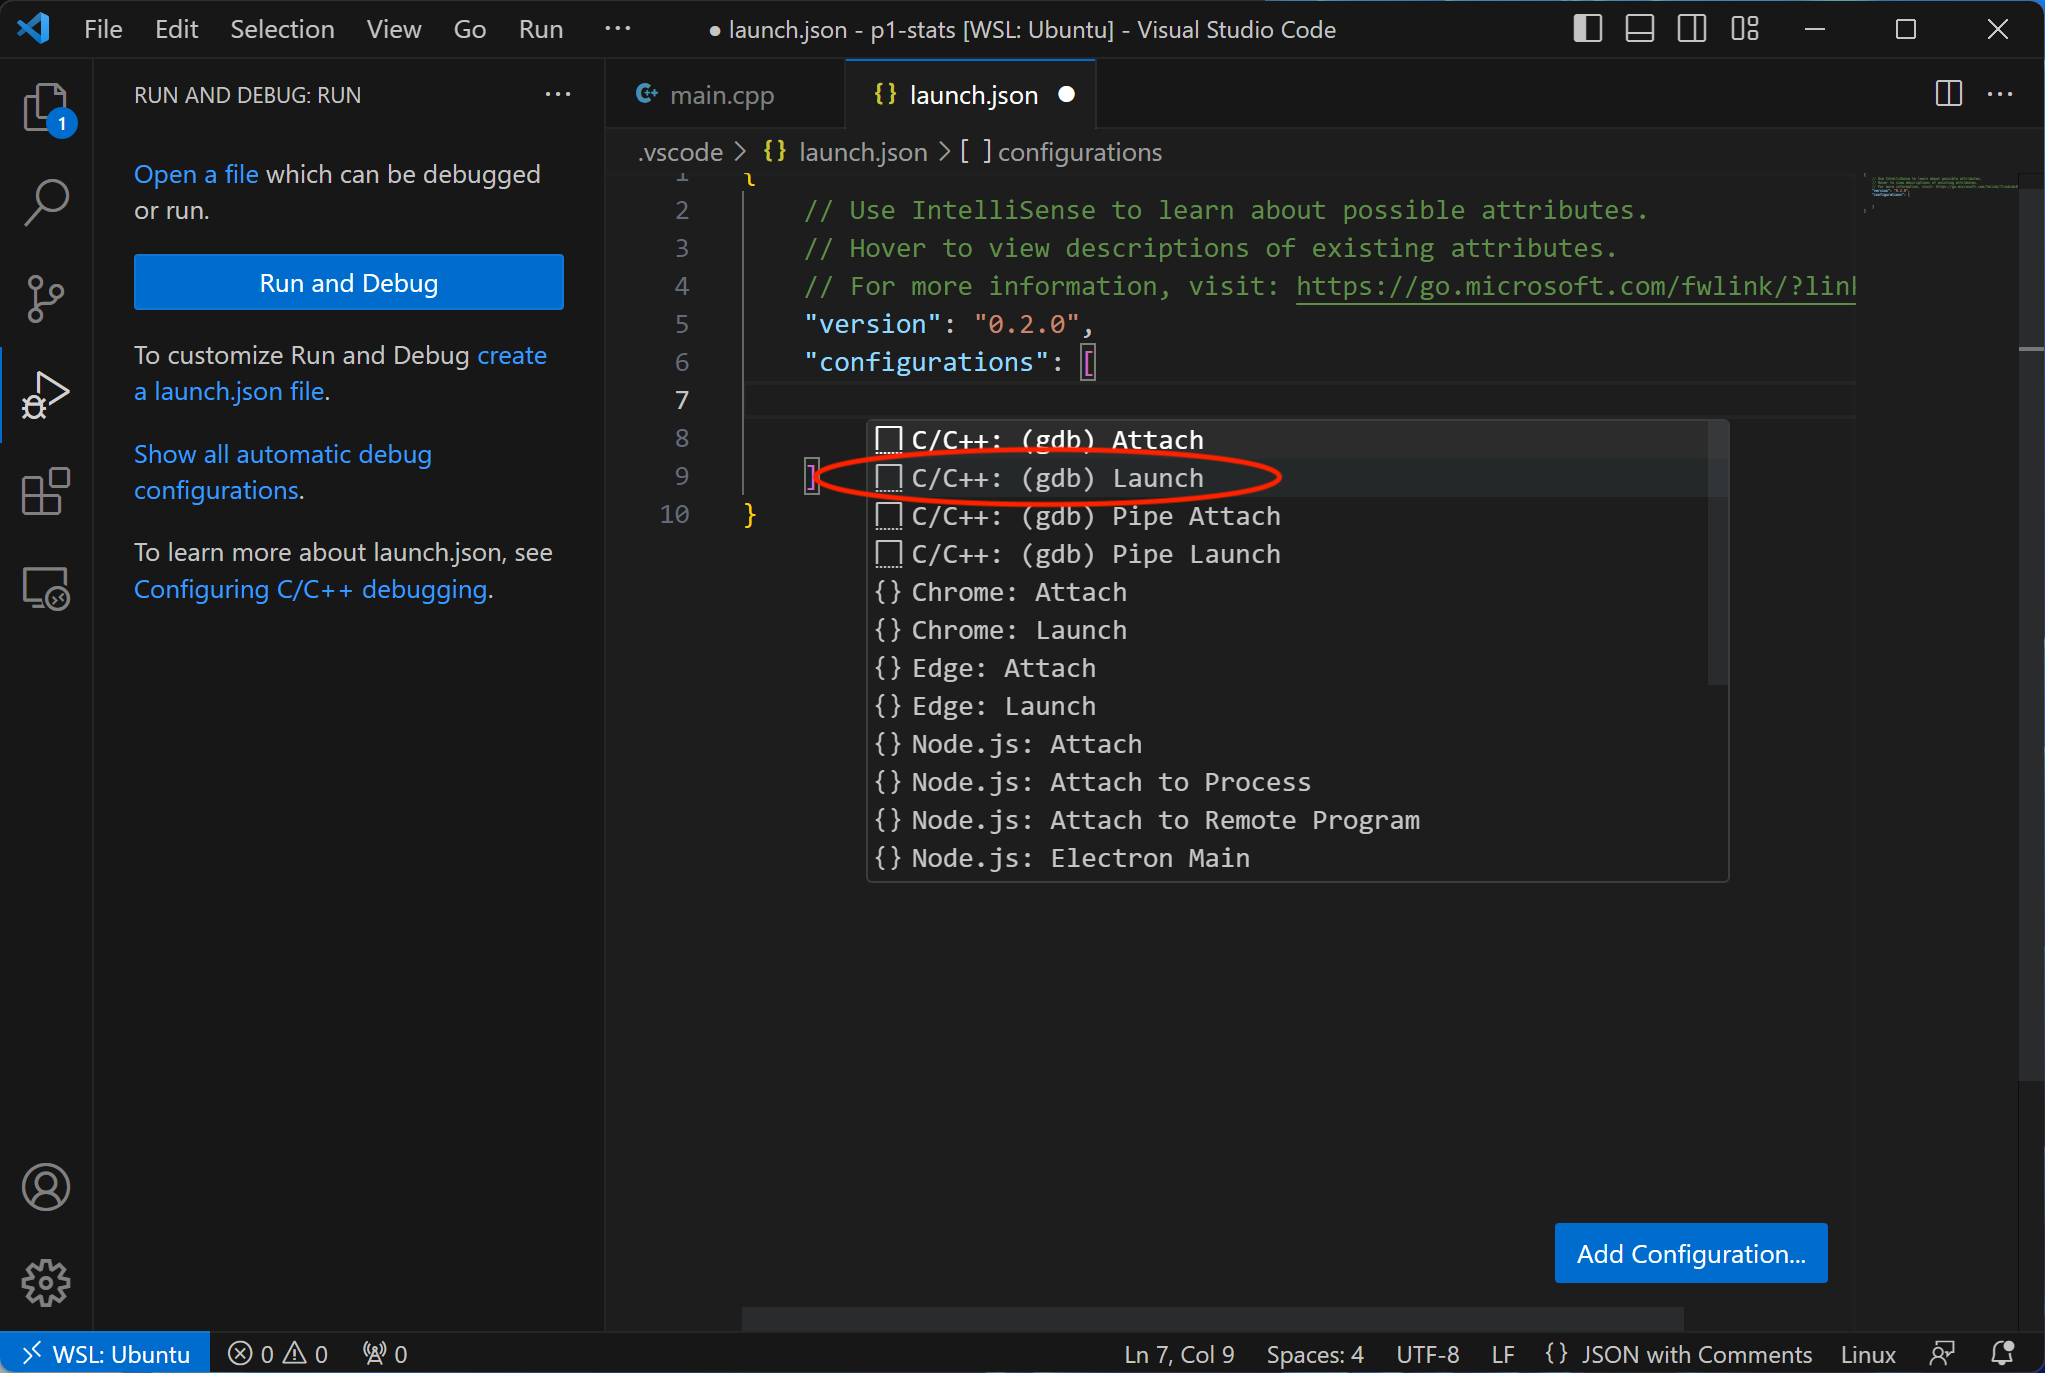 File Edit Selection View Go Run ···
● launch.json - p1-stats [WSL: Ubuntu] - Visual Studio Code
RUN AND DEBUG: RUN ···
1
Open a file which can be debugged
or run.
Run and Debug
To customize Run and Debug create
a launch.json file.
Show all automatic debug
configurations.
To learn more about launch.json, see
Configuring C/C++ debugging.
main.cpp
{} launch.json ●
.vscode > {} launch.json > [ ] configurations
1 {
2 // Use IntelliSense to learn about possible attributes.
3 // Hover to view descriptions of existing attributes.
4 // For more information, visit: https://go.microsoft.com/fwlink/?lin
5 "version": "0.2.0",
6 "configurations": [
7
8
9 ]
10 }
C/C++: (gdb) Attach
C/C++: (gdb) Launch
C/C++: (gdb) Pipe Attach
C/C++: (gdb) Pipe Launch
{} Chrome: Attach
{} Chrome: Launch
{} Edge: Attach
{} Edge: Launch
{} Node.js: Attach
{} Node.js: Attach to Process
{} Node.js: Attach to Remote Program
{} Node.js: Electron Main
Add Configuration...
WSL: Ubuntu 0 0 0
Ln 7, Col 9 Spaces: 4 UTF-8 LF {} JSON with Comments Linux